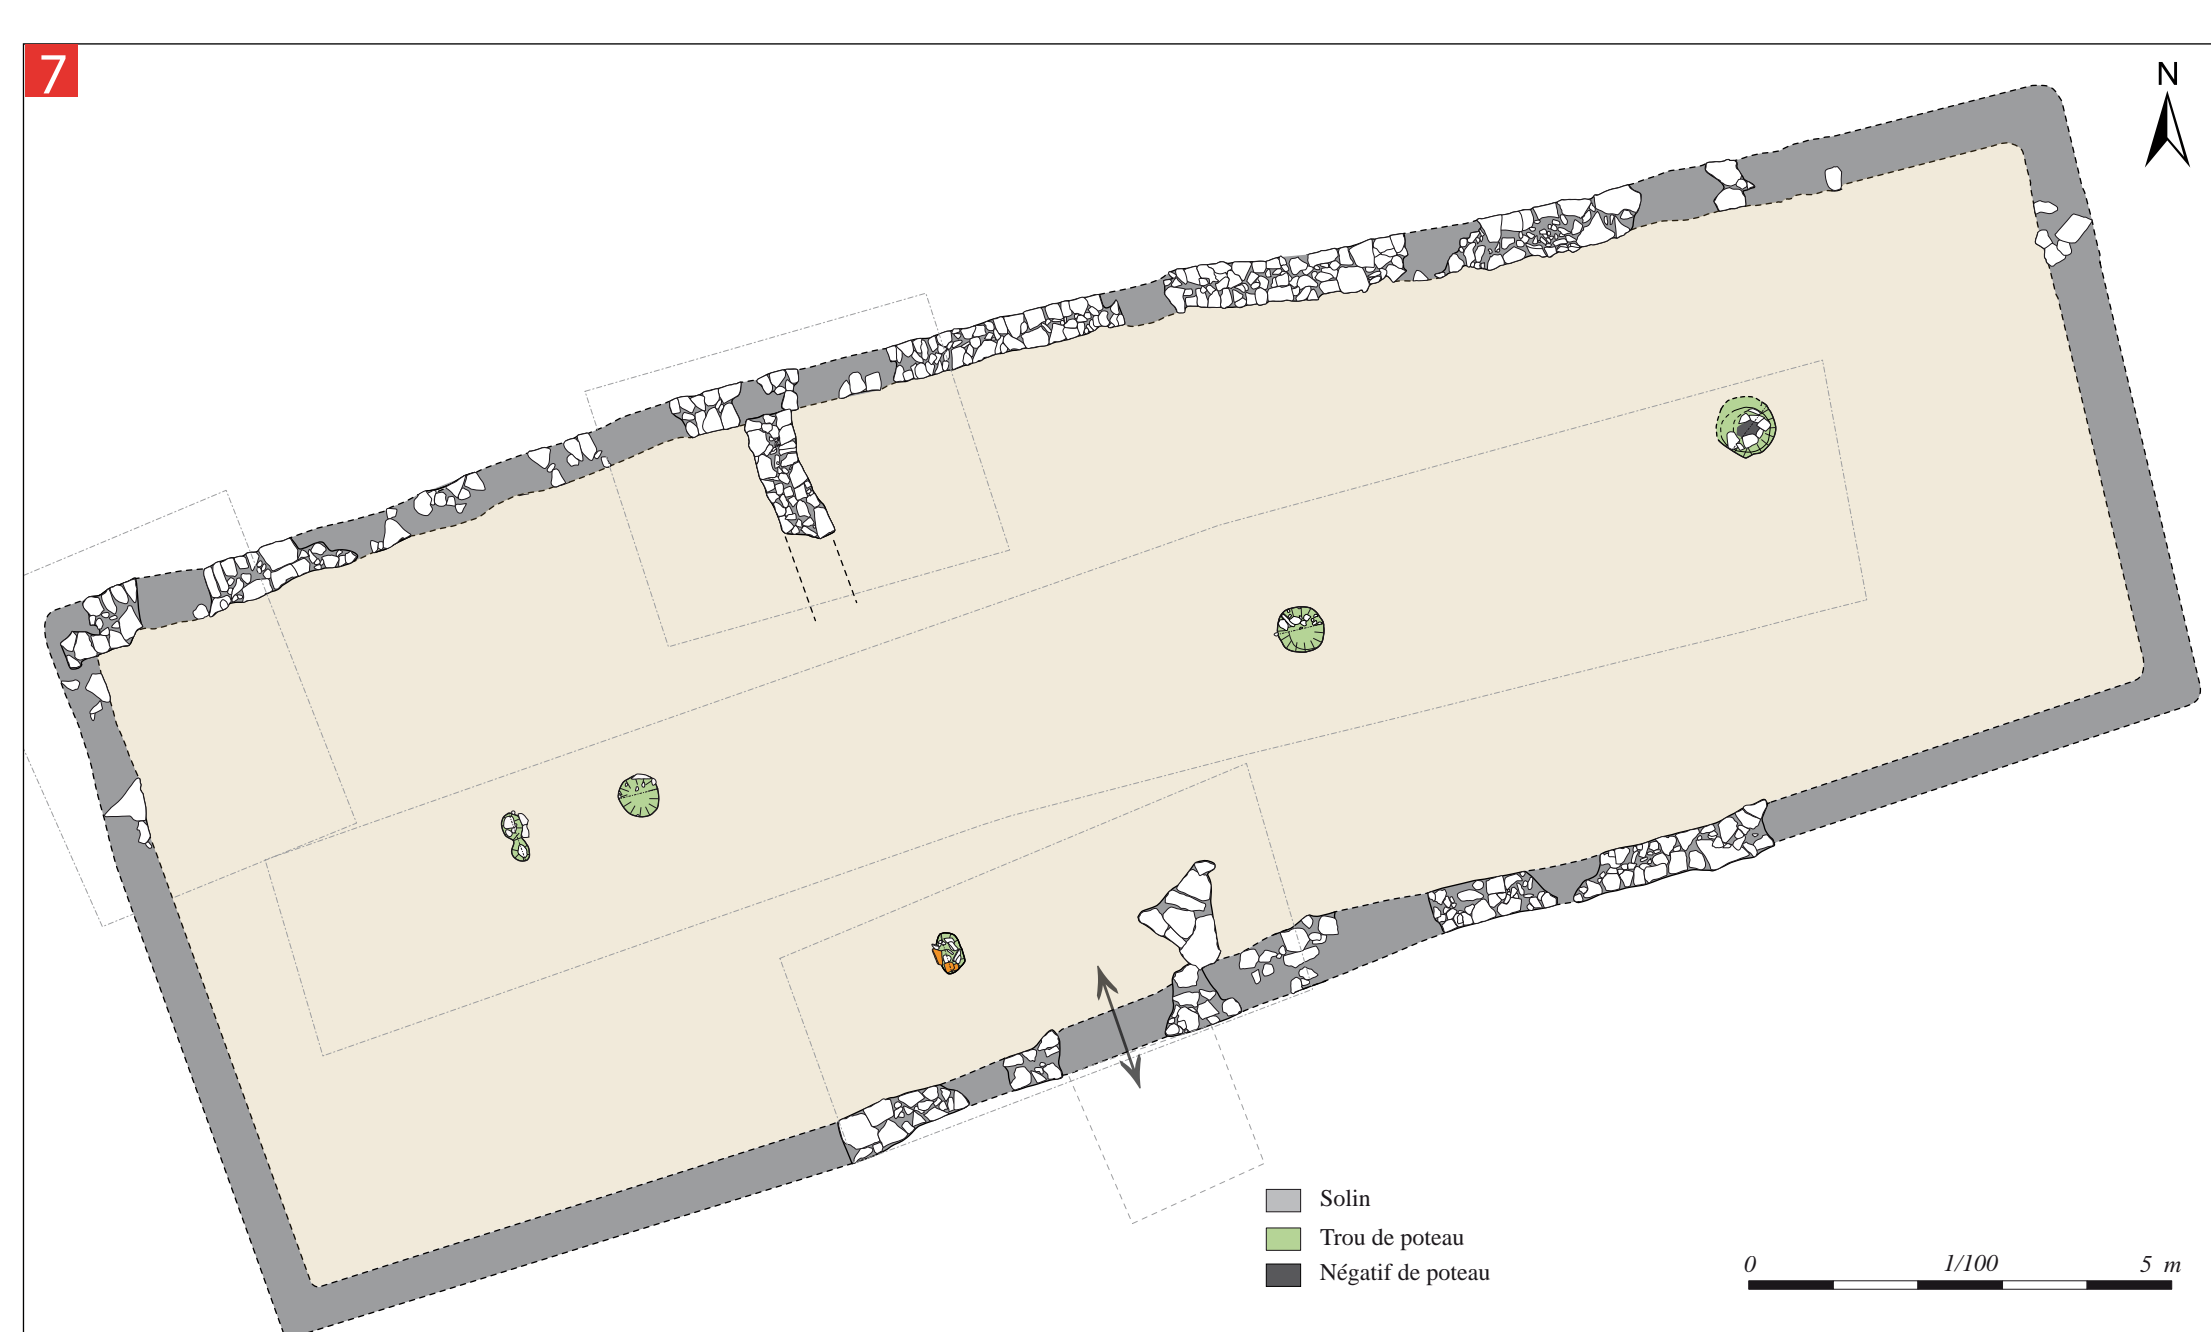 7
N
Solin
Trou de poteau
Négatif de poteau
0 1/100 5 m